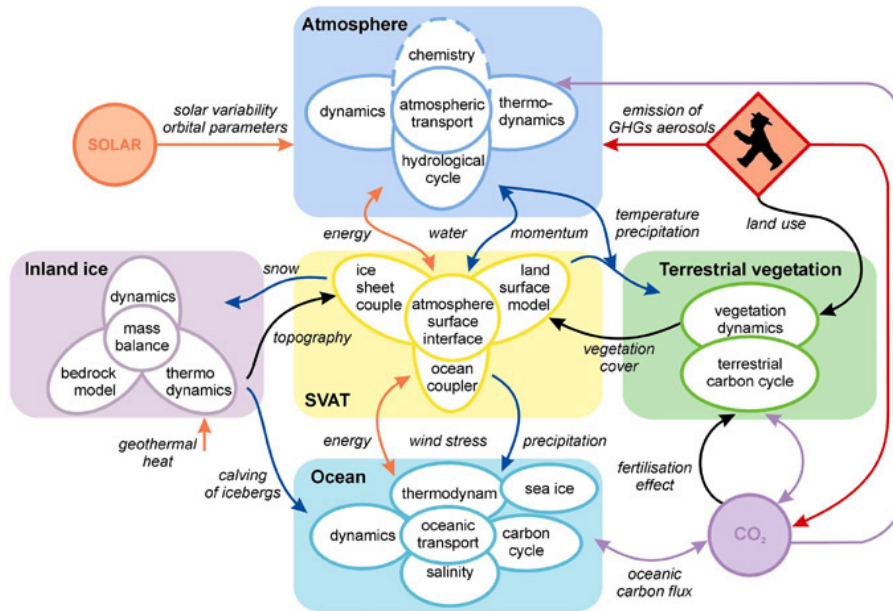 Atmosphere
chemistry
dynamics
atmospheric
transport
thermo-
dynamics
hydrological
cycle
SOLAR
solar variability
orbital parameters
emission of
GHGs aerosols
land use
energy
water
momentum
temperature
precipitation
Inland ice
dynamics
mass
balance
bedrock
model
thermo
dynamics
snow
topography
geothermal
heat
calving
of icebergs
SVAT
ice
sheet
couple
atmosphere
surface
interface
land
surface
model
ocean
coupler
Terrestrial vegetation
vegetation
dynamics
terrestrial
carbon cycle
vegetation
cover
energy
wind stress
precipitation
fertilisation
effect
Ocean
thermodynam
sea ice
dynamics
oceanic
transport
carbon
cycle
salinity
oceanic
carbon flux
CO₂